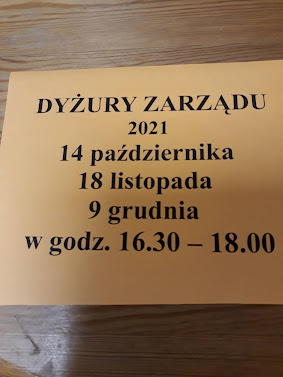 DYŻURY ZARZĄDU
2021
14 października
18 listopada
9 grudnia
w godz. 16.30 – 18.00